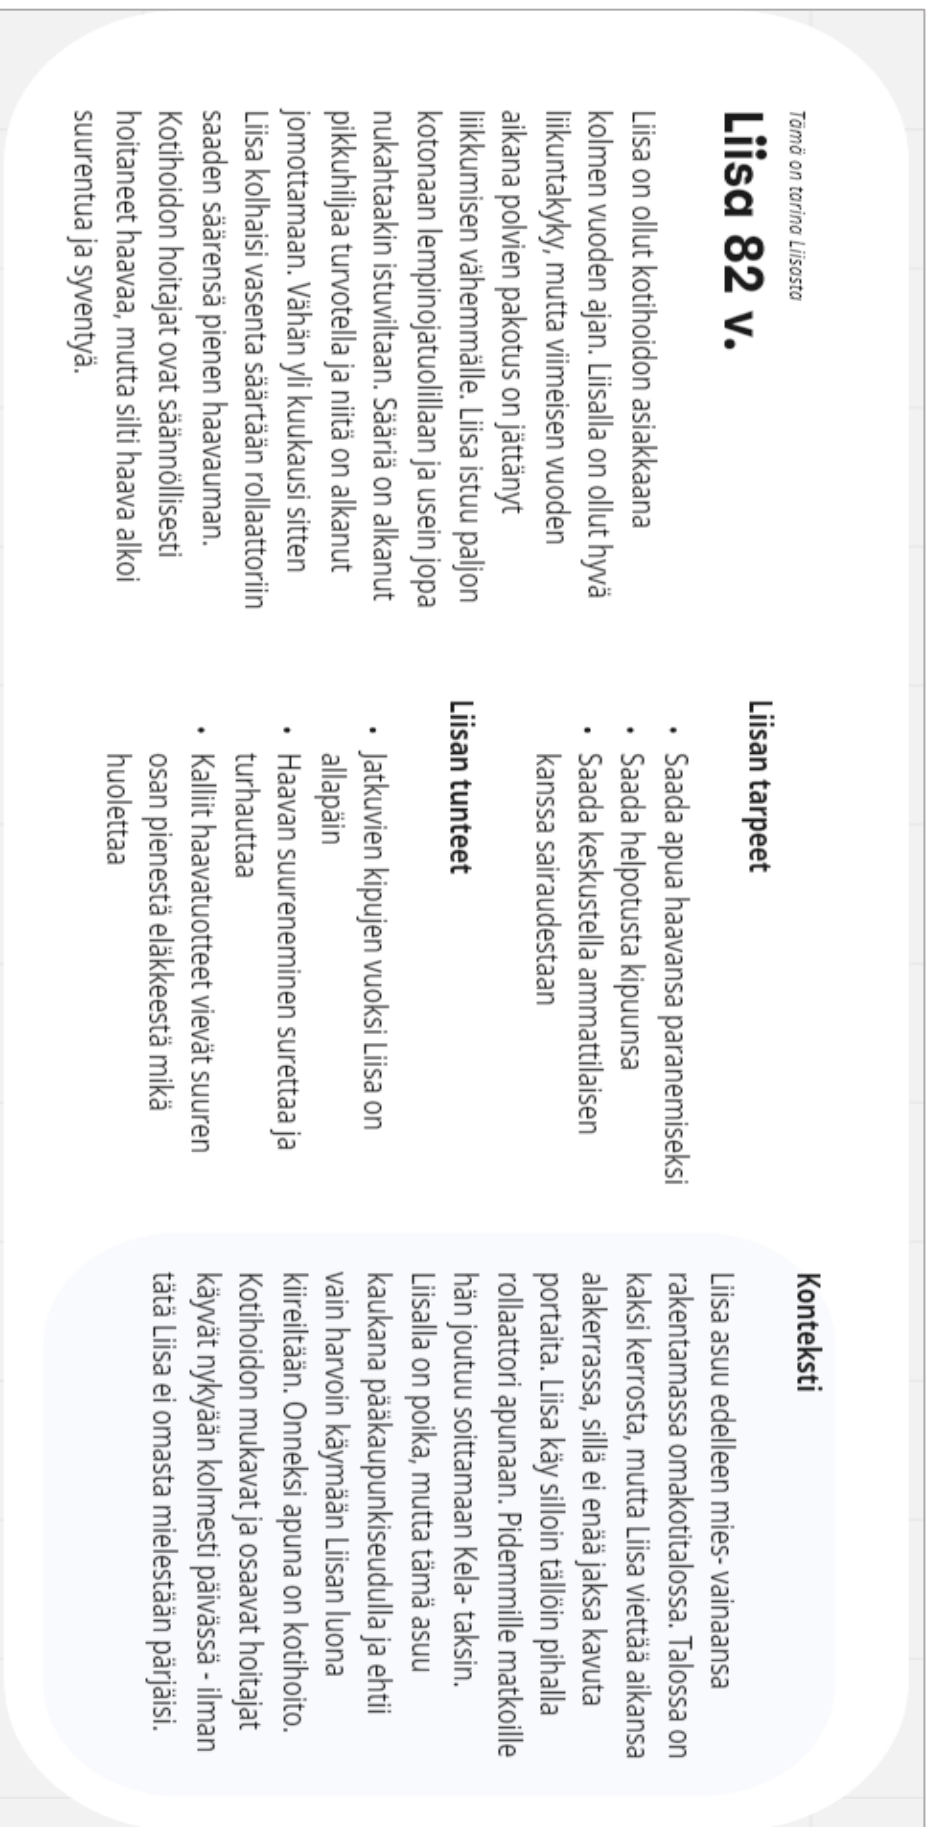 Tämä on tarina Liisasta
Liisa 82 v.
Liisa on ollut kotihoidon asiakkaana
kolmen vuoden ajan. Liisalla on ollut hyvä
liikuntakyky, mutta viimeisen vuoden
aikana polvien pakotus on jättänyt
liikkumisen vähemmälle. Liisa istuu paljon
kotonaan lempinojatuolillaan ja usein jopa
nukahtaakin istuviltaan. Sääriä on alkanut
pikkuhiljaa turvotella ja niitä on alkanut
jomottamaan. Vähän yli kuukausi sitten
Liisa kolhaisi vasenta säärtään rollaattoriin
saaden säärensä pienen haavauman.
Kotihoidon hoitajat ovat säännöllisesti
hoitaneet haavaa, mutta silti haava alkoi
suurentua ja syventyä.
Liisan tarpeet
• Saada apua haavansa paranemiseksi
• Saada helpotusta kipuunsa
• Saada keskustella ammattilaisen
kanssa sairaudestaan
Liisan tunteet
• Jatkuvien kipujen vuoksi Liisa on
allapäin
• Haavan suureneminen surettaa ja
turhauttaa
• Kalliit haavatuotteet vievät suuren
osan pienestä eläkkeestä mikä
huolettaa
Konteksti
Liisa asuu edelleen mies- vainaansa
rakentamassa omakotitalossa. Talossa on
kaksi kerrosta, mutta Liisa viettää aikansa
alakerrassa, sillä ei enää jaksa kavuta
portaita. Liisa käy silloin tällöin pihalla
rollaattori apunaan. Pidemmille matkoille
hän joutuu soittamaan Kela- taksin.
Liisalla on poika, mutta tämä asuu
kaukana pääkaupunkiseudulla ja ehtii
vain harvoin käymään Liisan luona
kiireiltään. Onneksi apuna on kotihoito.
Kotihoidon mukavat ja osaavat hoitajat
käyvät nykyään kolmesti päivässä - ilman
tätä Liisa ei omasta mielestään pärjäisi.